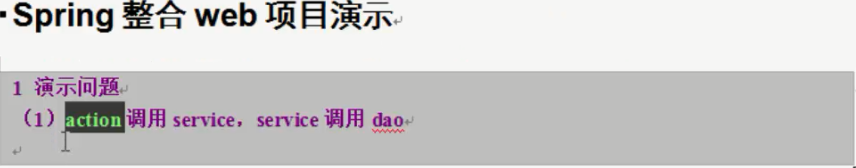 Spring 整合 web 项目演示
1 演示问题
（1）action 调用 service，service 调用 dao